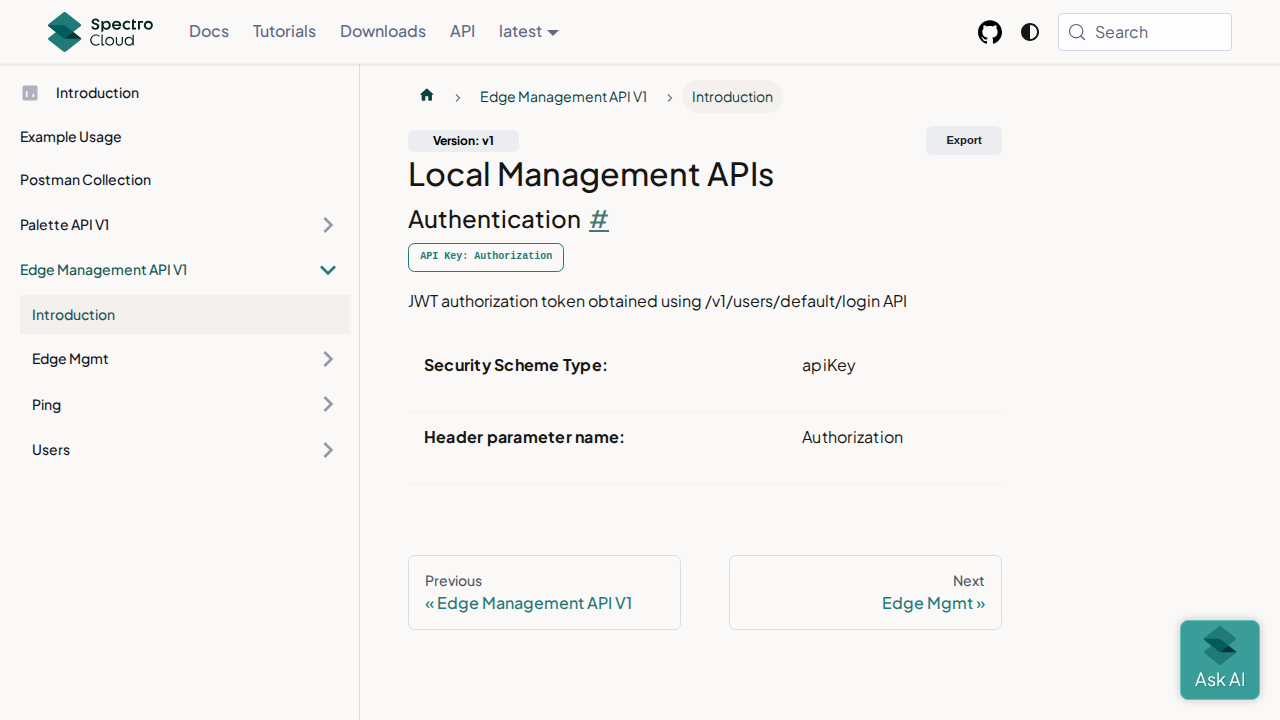 Spectro Cloud
Docs
Tutorials
Downloads
API
latest
Search
Introduction
Example Usage
Postman Collection
Palette API V1
Edge Management API V1
Introduction
Edge Mgmt
Ping
Users
Edge Management API V1
Introduction
Version: v1
Export
Local Management APIs
Authentication #
API Key: Authorization
JWT authorization token obtained using /v1/users/default/login API
Security Scheme Type: apiKey
Header parameter name: Authorization
Previous
« Edge Management API V1
Next
Edge Mgmt »
Ask AI